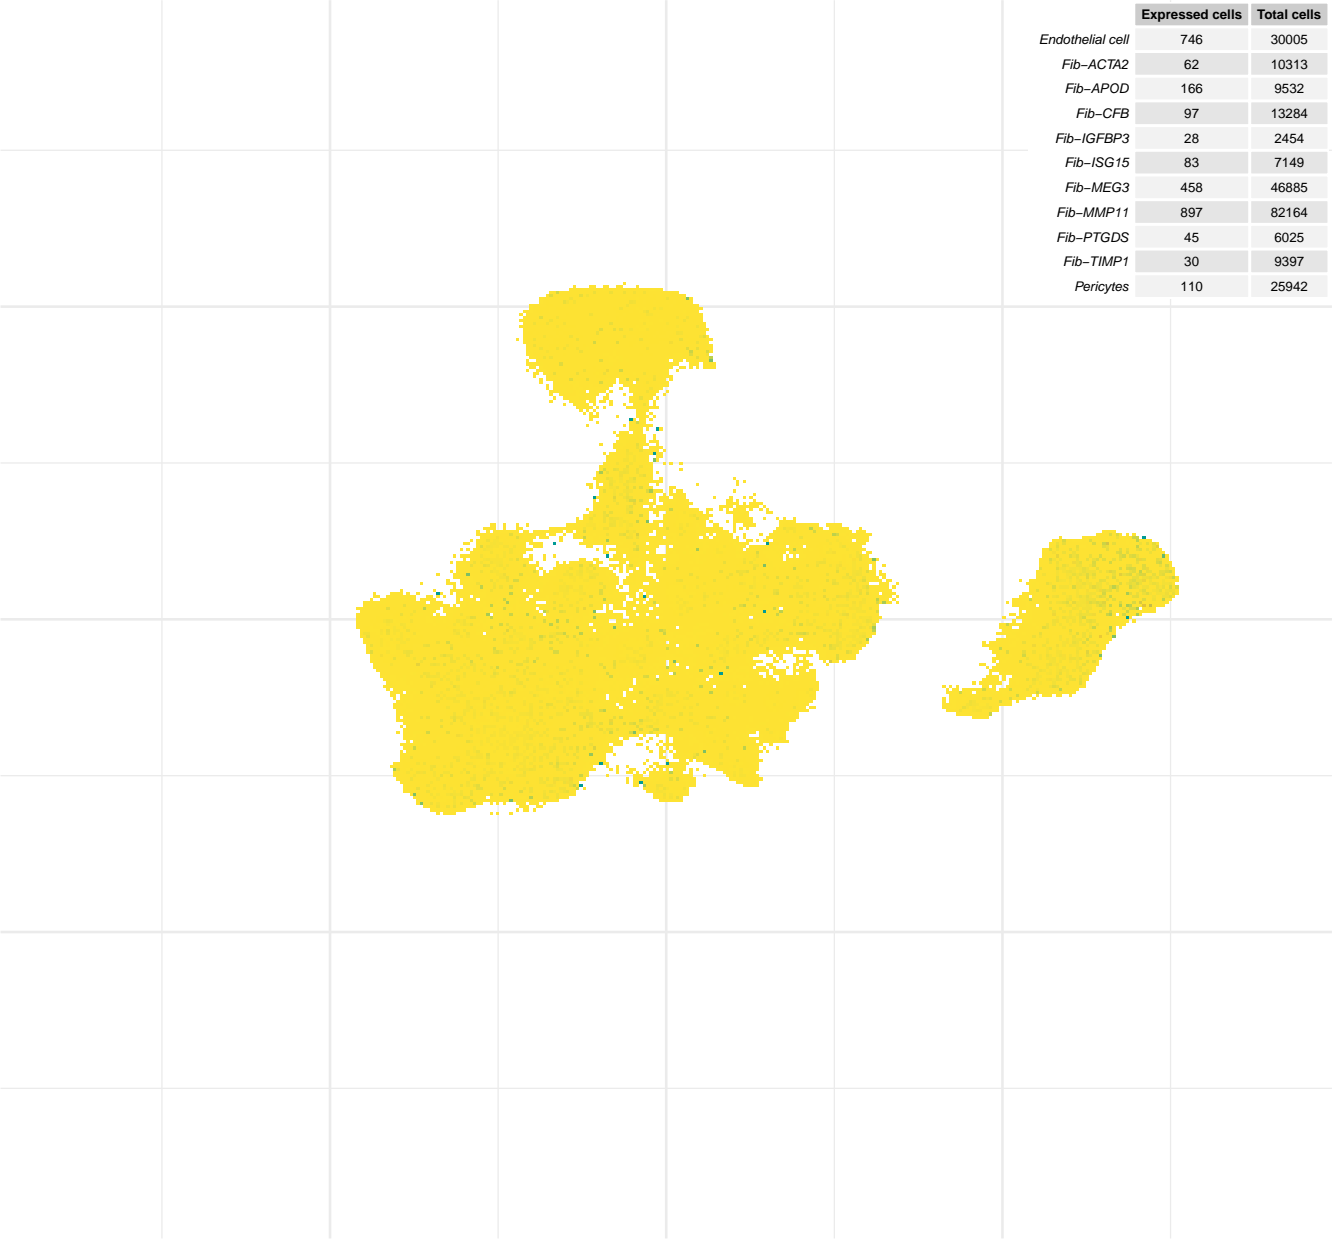 Expressed cells Total cells
Endothelial cell 746 30005
Fib−ACTA2 62 10313
Fib−APOD 166 9532
Fib−CFB 97 13284
Fib−IGFBP3 28 2454
Fib−ISG15 83 7149
Fib−MEG3 458 46885
Fib−MMP11 897 82164
Fib−PTGDS 45 6025
Fib−TIMP1 30 9397
Pericytes 110 25942